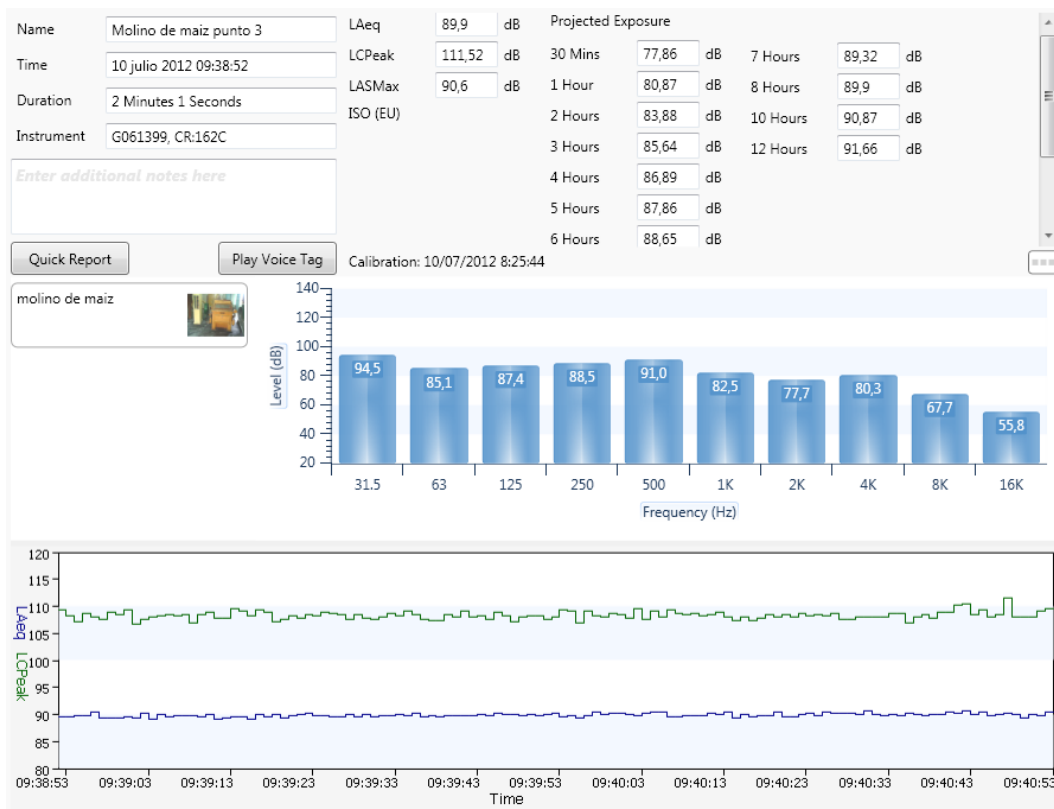 Name Molino de maiz punto 3
Time 10 julio 2012 09:38:52
Duration 2 Minutes 1 Seconds
Instrument G061399, CR:162C
Enter additional notes here
Quick Report Play Voice Tag
LAeq 89,9 dB
LCPeak 111,52 dB
LASMax 90,6 dB
ISO (EU)
Projected Exposure
30 Mins 77,86 dB
1 Hour 80,87 dB
2 Hours 83,88 dB
3 Hours 85,64 dB
4 Hours 86,89 dB
5 Hours 87,86 dB
6 Hours 88,65 dB
7 Hours 89,32 dB
8 Hours 89,9 dB
10 Hours 90,87 dB
12 Hours 91,66 dB
Calibration: 10/07/2012 8:25:44
molino de maiz
Level (dB)
140
120
100
80
60
40
20
94,5 85,1 87,4 88,5 91,0 82,5 77,7 80,3 67,7 55,8
31.5 63 125 250 500 1K 2K 4K 8K 16K
Frequency (Hz)
LAeq
LCPeak
120
115
110
105
100
95
90
85
80
09:38:53 09:39:03 09:39:13 09:39:23 09:39:33 09:39:43 09:39:53 09:40:03 09:40:13 09:40:23 09:40:33 09:40:43 09:40:53
Time